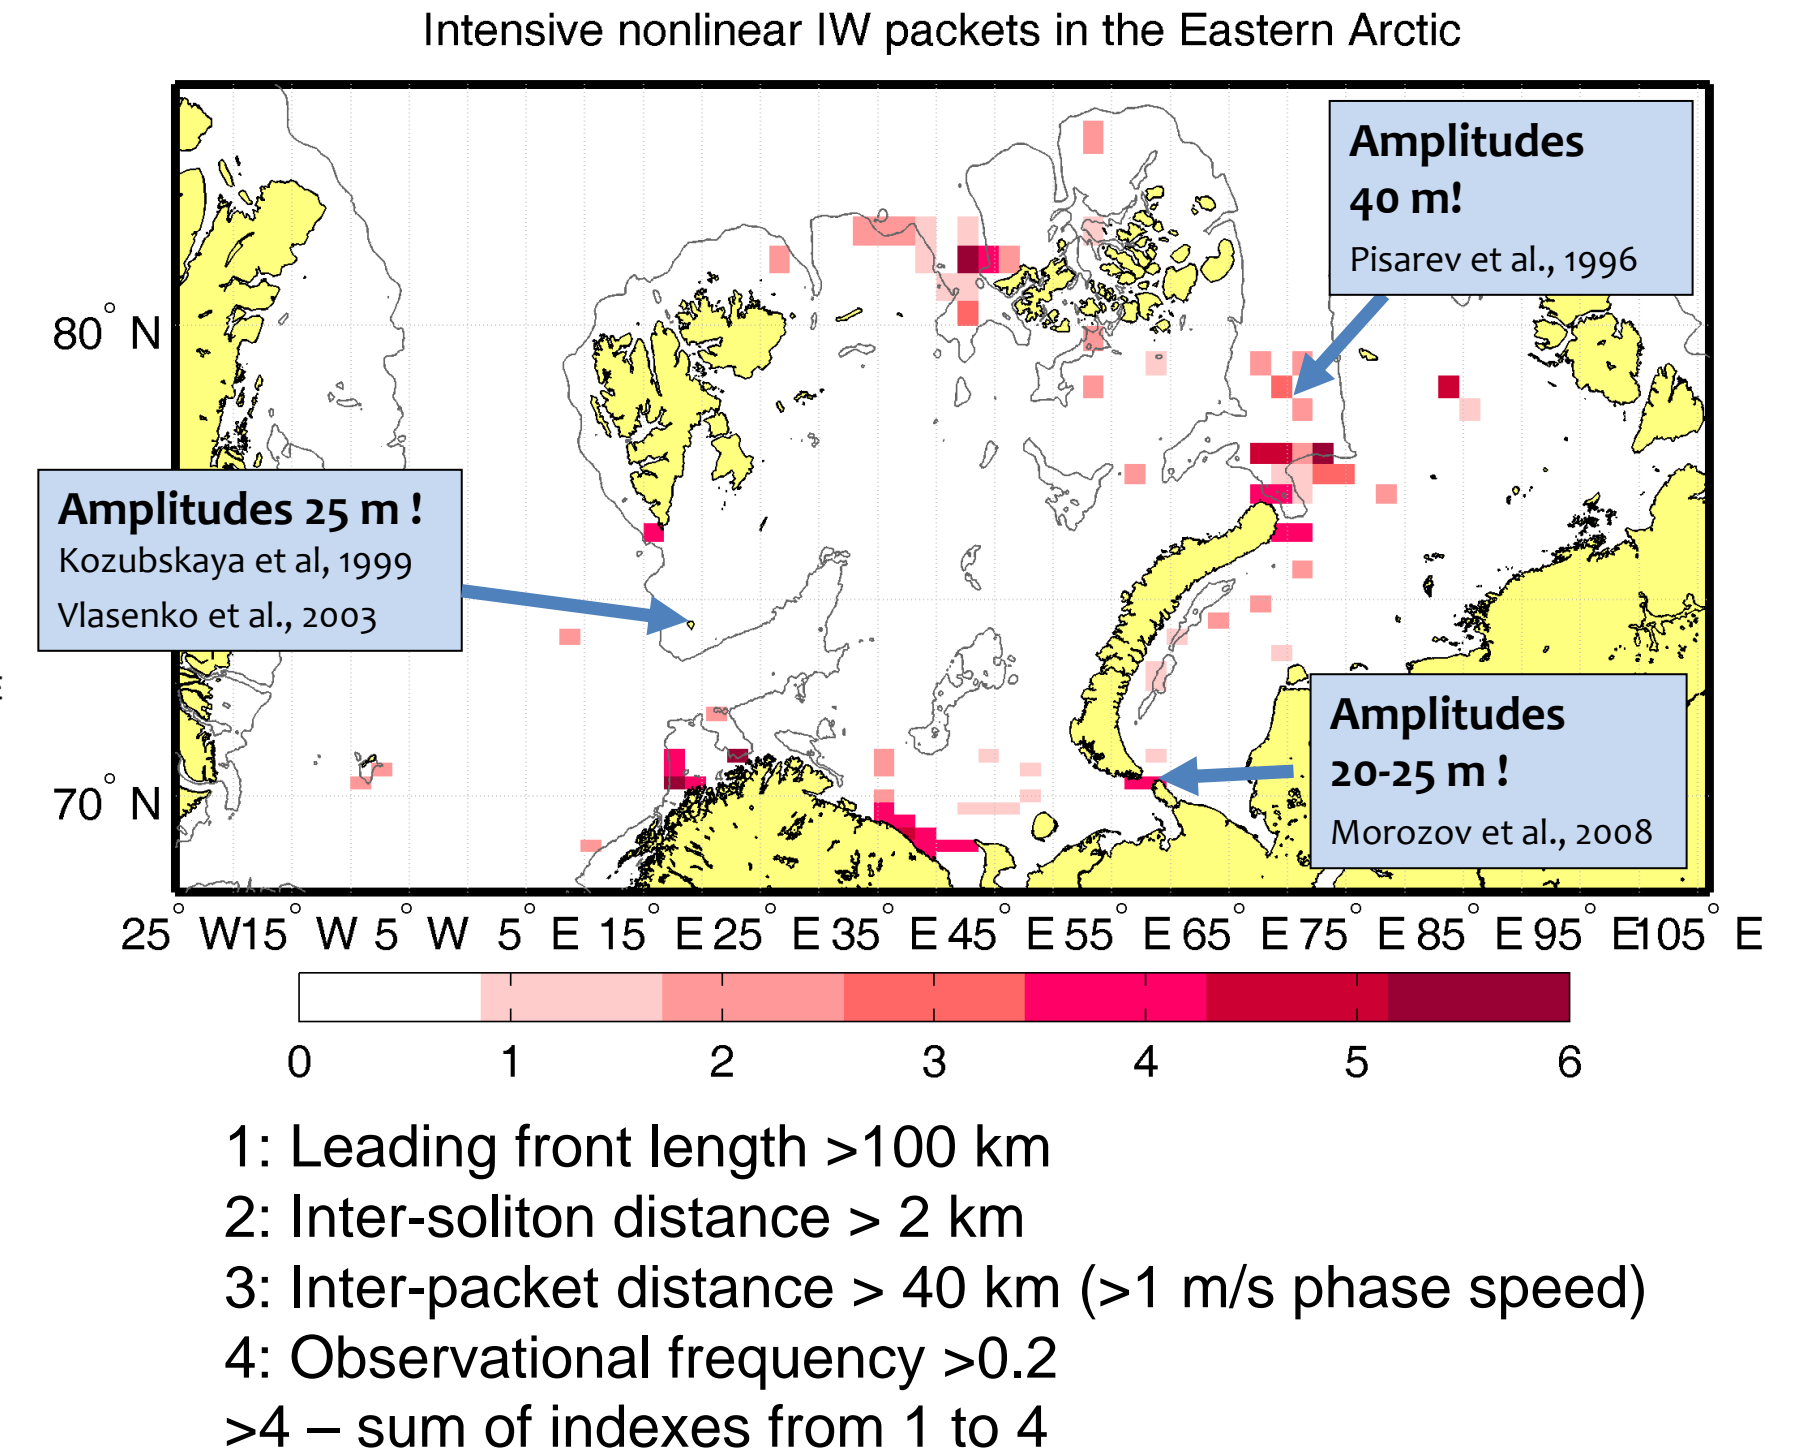 Intensive nonlinear IW packets in the Eastern Arctic
Amplitudes
40 m!
Pisarev et al., 1996
80° N
Amplitudes 25 m !
Kozubskaya et al, 1999
Vlasenko et al., 2003
Amplitudes
20-25 m !
Morozov et al., 2008
70° N
25° W 15° W 5° W 5° E 15° E 25° E 35° E 45° E 55° E 65° E 75° E 85° E 95° E 105° E
0 1 2 3 4 5 6
1: Leading front length >100 km
2: Inter-soliton distance > 2 km
3: Inter-packet distance > 40 km (>1 m/s phase speed)
4: Observational frequency >0.2
>4 – sum of indexes from 1 to 4